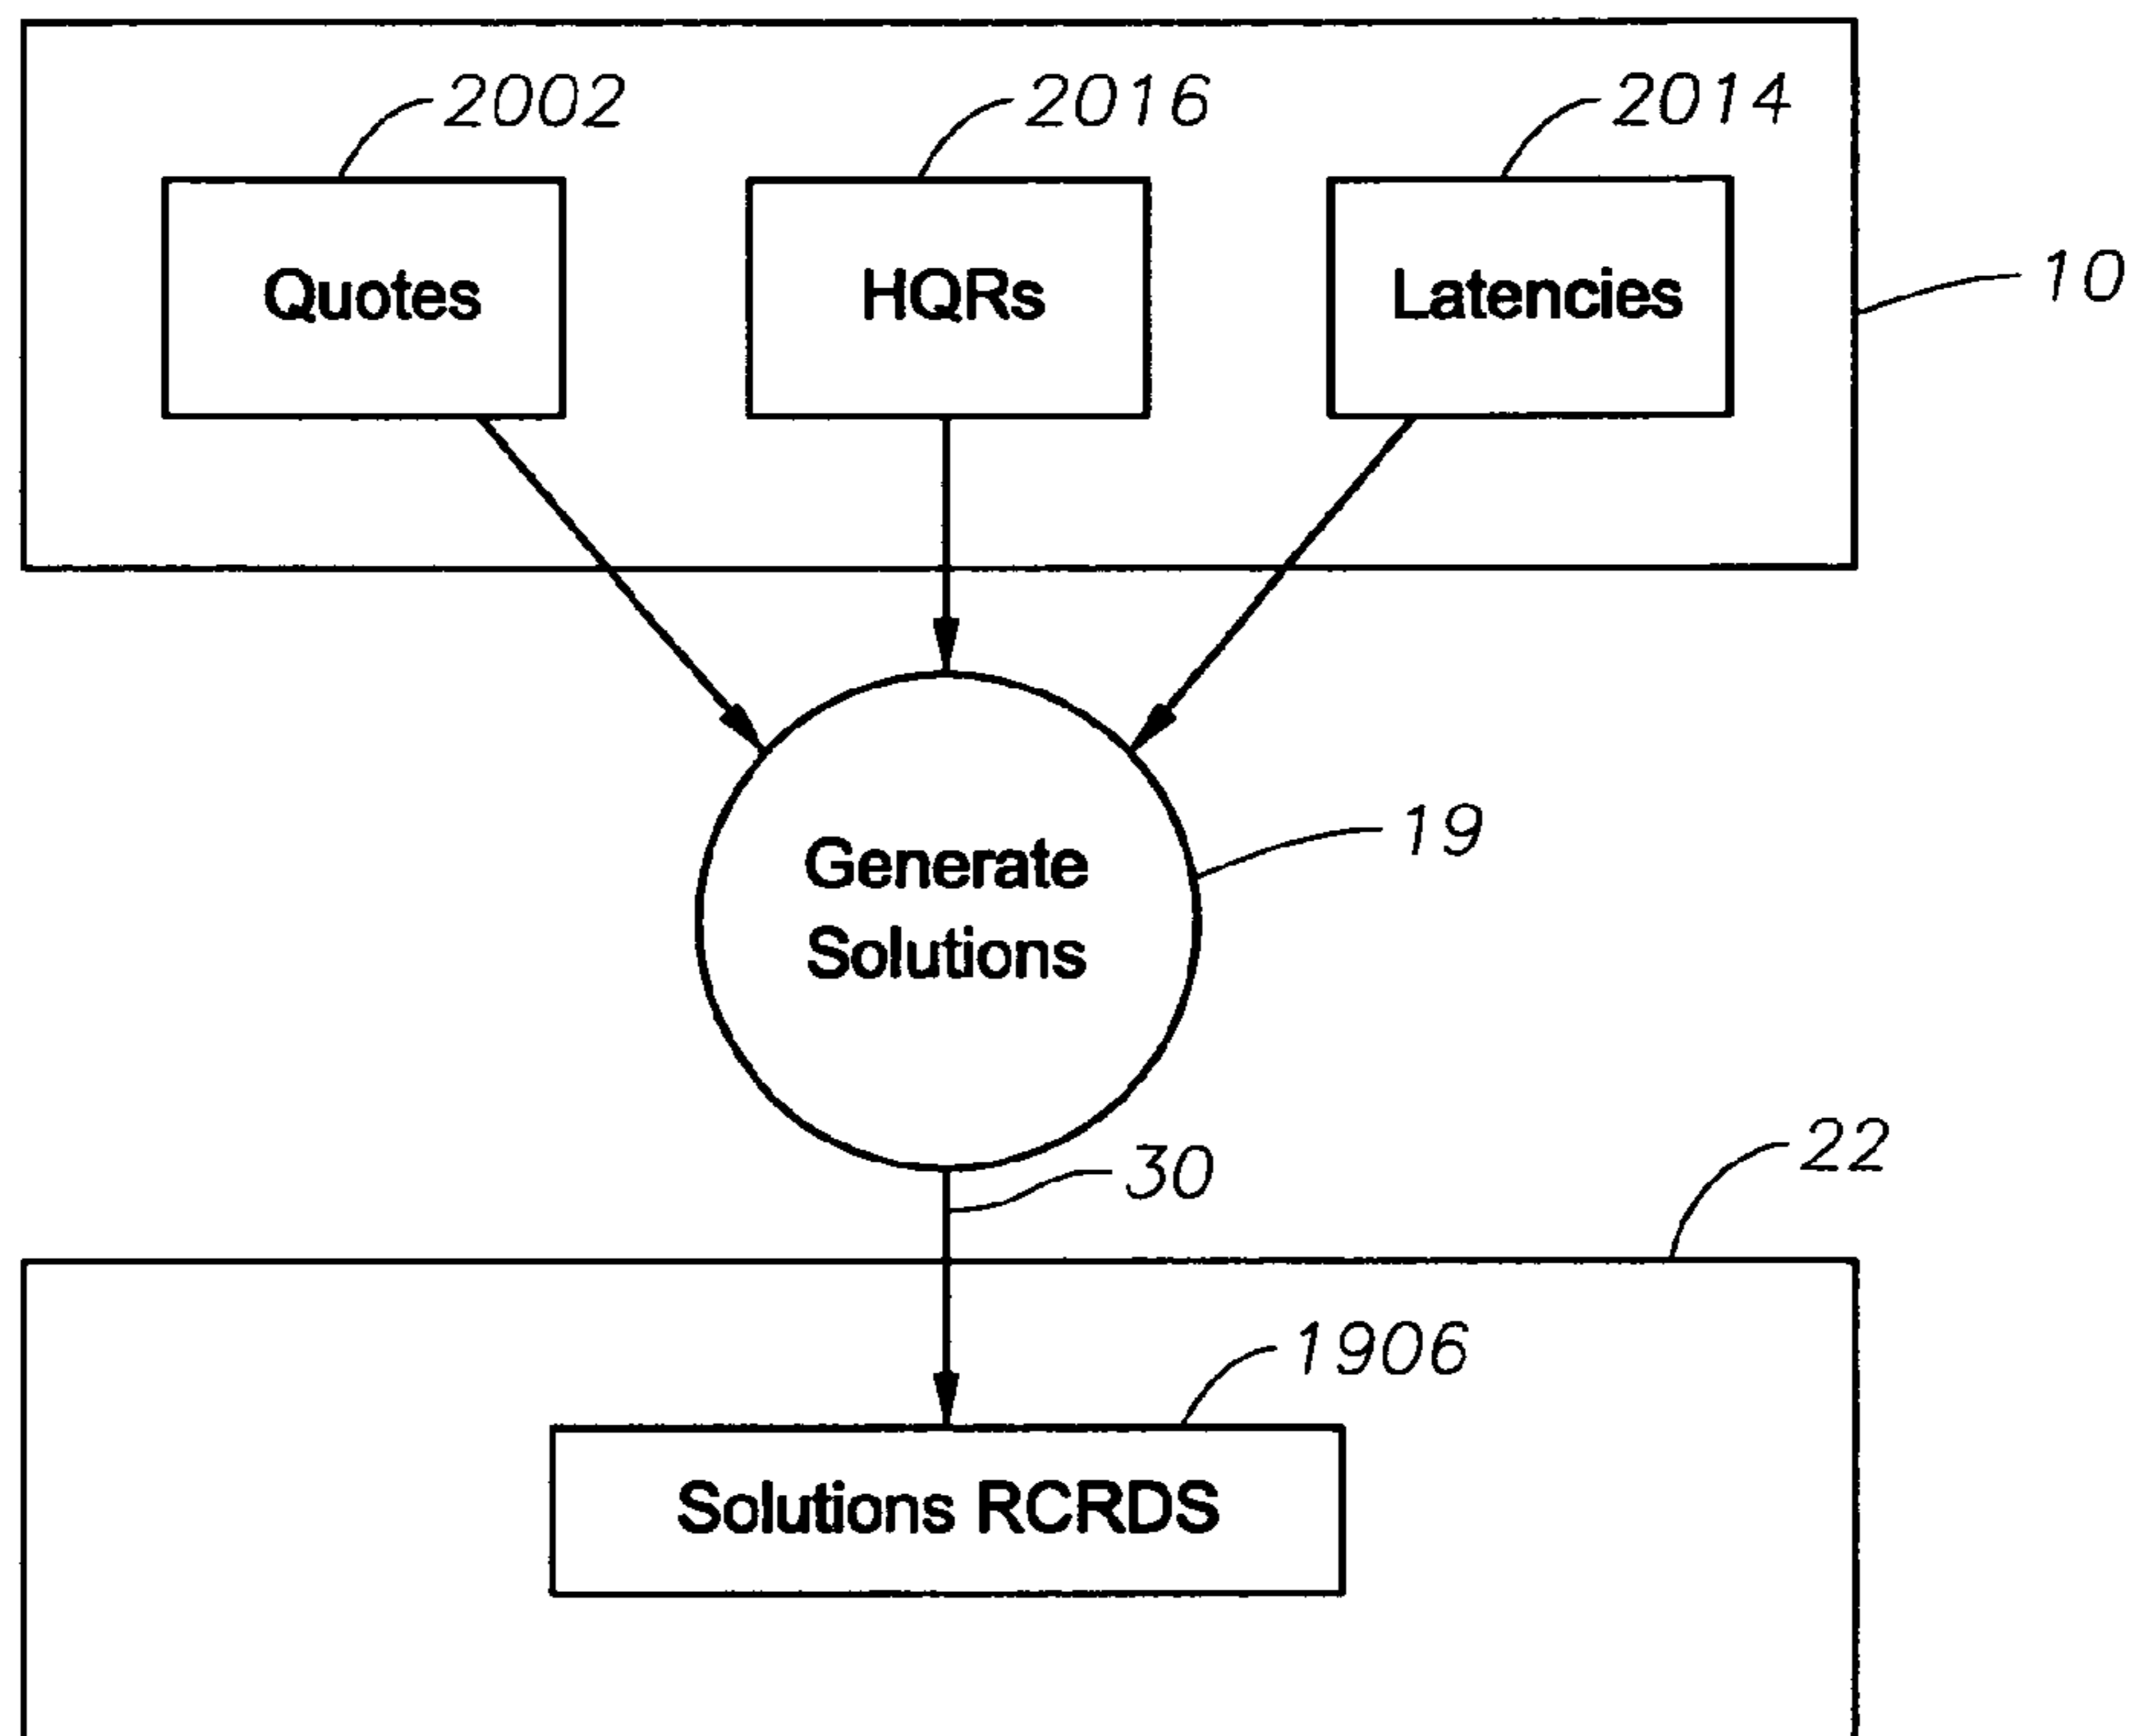 2002
2016
2014
Quotes
HQRs
Latencies
10
Generate
Solutions
19
30
22
1906
Solutions RCRDS